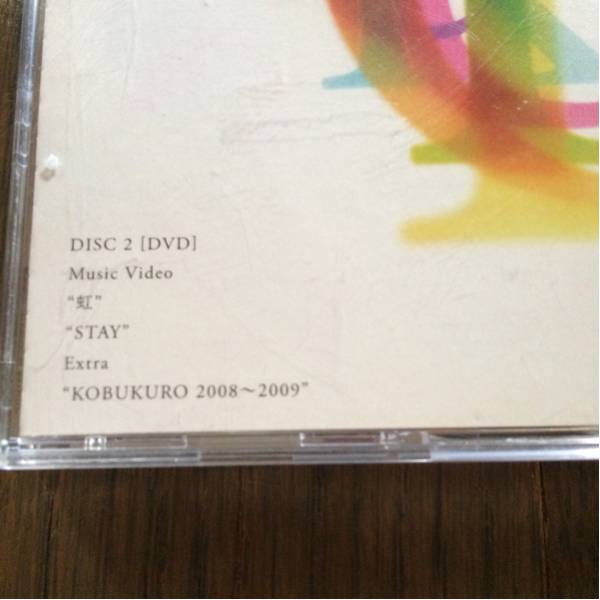 DISC 2 [DVD]
Music Video
“虹”
“STAY”
Extra
“KOBUKURO 2008〜2009”